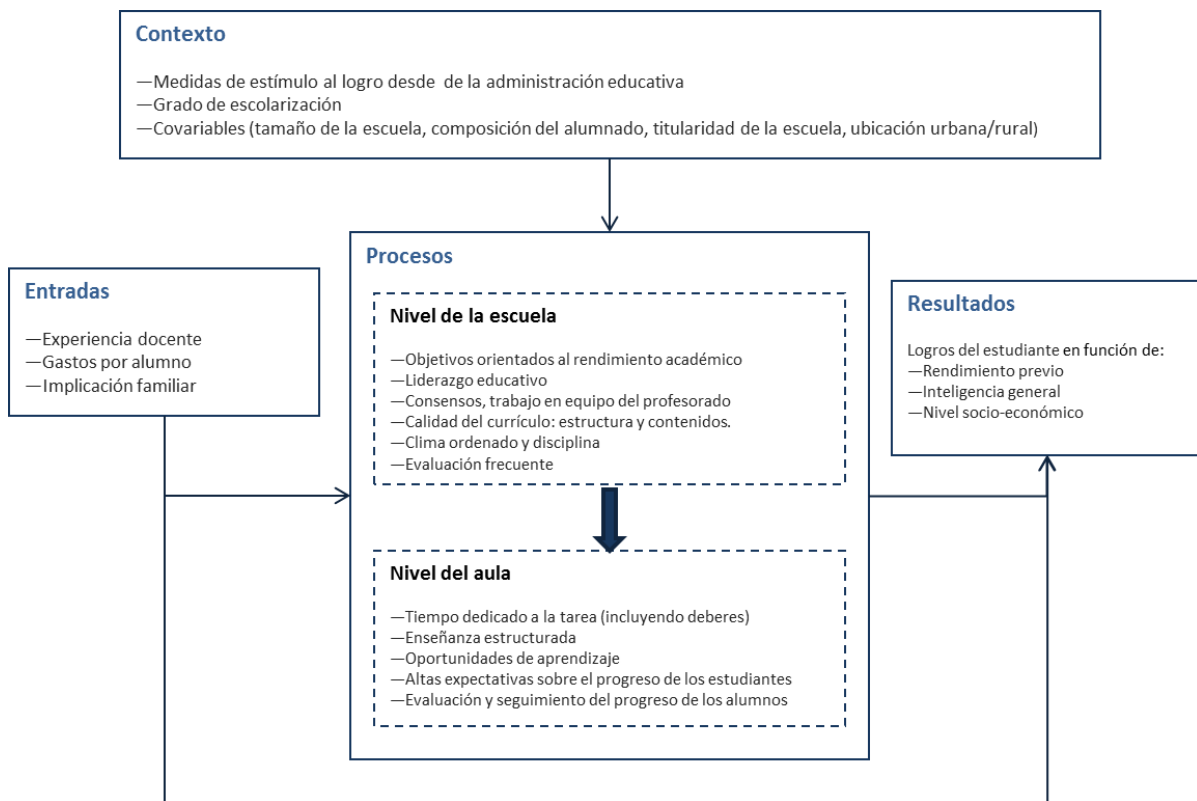 Contexto
—Medidas de estímulo al logro desde de la administración educativa
—Grado de escolarización
—Covariables (tamaño de la escuela, composición del alumnado, titularidad de la escuela, ubicación urbana/rural)
Entradas
—Experiencia docente
—Gastos por alumno
—Implicación familiar
Procesos
Nivel de la escuela
—Objetivos orientados al rendimiento académico
—Liderazgo educativo
—Consensos, trabajo en equipo del profesorado
—Calidad del currículo: estructura y contenidos.
—Clima ordenado y disciplina
—Evaluación frecuente
Nivel del aula
—Tiempo dedicado a la tarea (incluyendo deberes)
—Enseñanza estructurada
—Oportunidades de aprendizaje
—Altas expectativas sobre el progreso de los estudiantes
—Evaluación y seguimiento del progreso de los alumnos
Resultados
Logros del estudiante en función de:
—Rendimiento previo
—Inteligencia general
—Nivel socio-económico